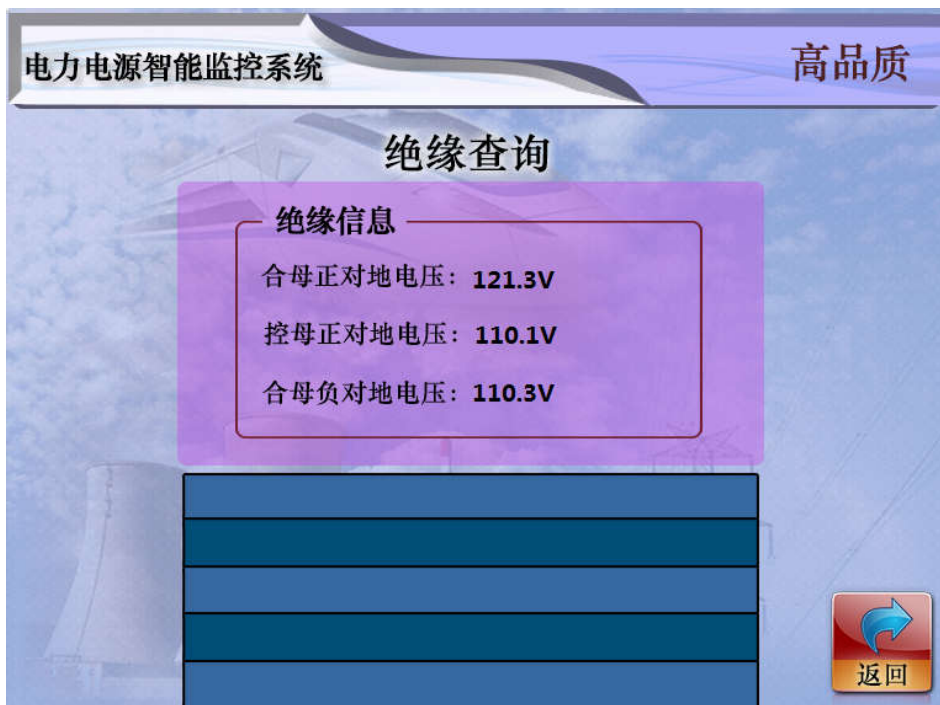 电力电源智能监控系统
高品质
绝缘查询
绝缘信息
合母正对地电压：121.3V
控母正对地电压：110.1V
合母负对地电压：110.3V
返回